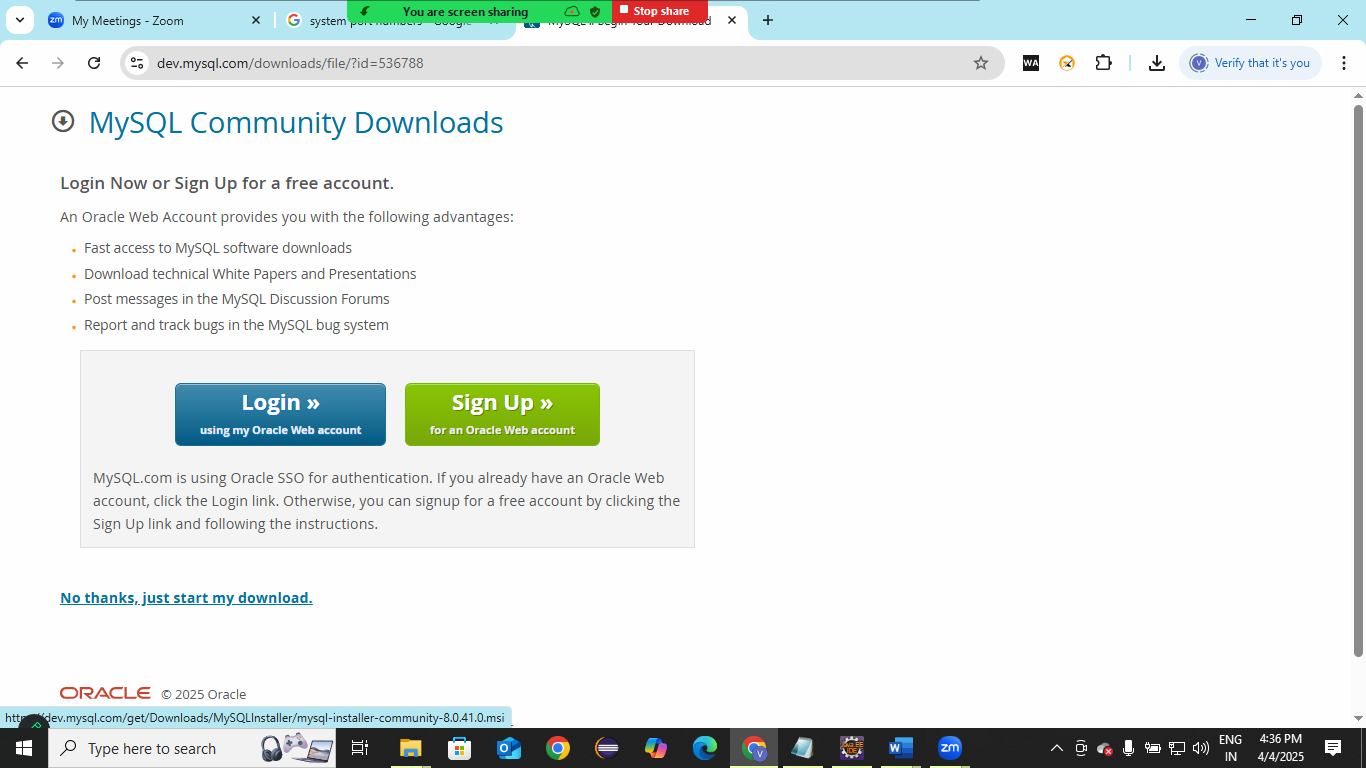 My Meetings - Zoom
system port numbers - Google
You are screen sharing
Stop share
MySQL :: Begin Your Download
dev.mysql.com/downloads/file/?id=536788
WA
V
Verify that it's you
MySQL Community Downloads
Login Now or Sign Up for a free account.
An Oracle Web Account provides you with the following advantages:
Fast access to MySQL software downloads
Download technical White Papers and Presentations
Post messages in the MySQL Discussion Forums
Report and track bugs in the MySQL bug system
Login »
using my Oracle Web account
Sign Up »
for an Oracle Web account
MySQL.com is using Oracle SSO for authentication. If you already have an Oracle Web
account, click the Login link. Otherwise, you can signup for a free account by clicking the
Sign Up link and following the instructions.
No thanks, just start my download.
ORACLE © 2025 Oracle
https://dev.mysql.com/get/Downloads/MySQLInstaller/mysql-installer-community-8.0.41.0.msi
Type here to search
zm
ENG
IN
4:36 PM
4/4/2025